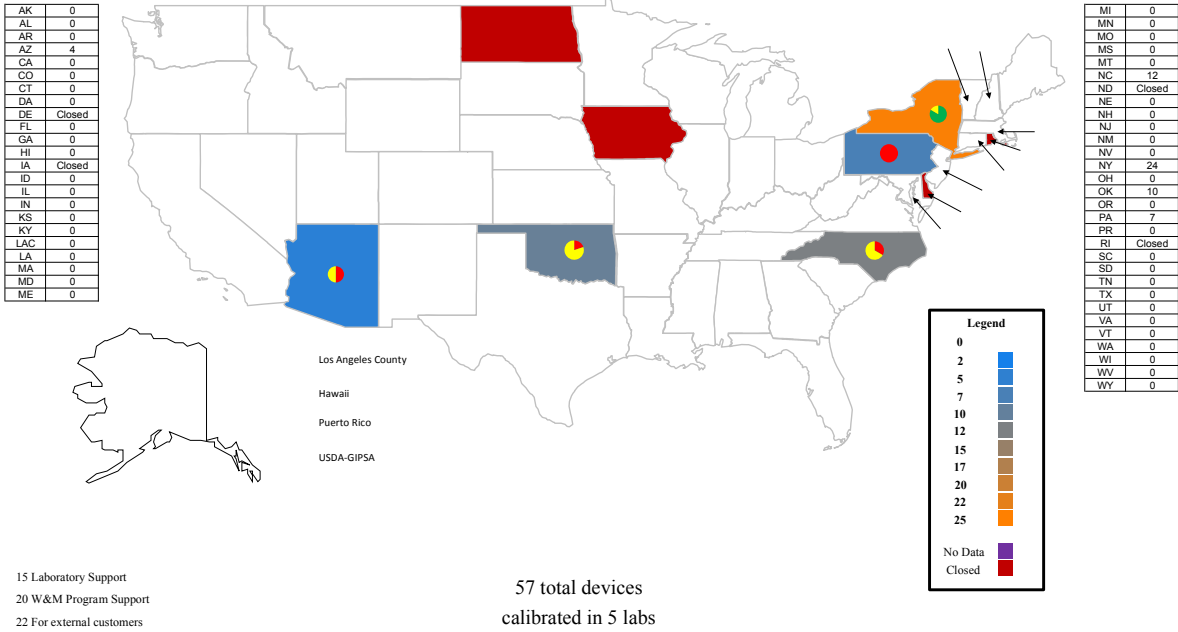 AK 0
AL 0
AR 0
AZ 4
CA 0
CO 0
CT 0
DA 0
DE Closed
FL 0
GA 0
HI 0
IA Closed
ID 0
IL 0
IN 0
KS 0
KY 0
LAC 0
LA 0
MA 0
MD 0
ME 0
MI 0
MN 0
MO 0
MS 0
MT 0
NC 12
ND Closed
NE 0
NH 0
NJ 0
NM 0
NV 0
NY 24
OH 0
OK 10
OR 0
PA 7
PR 0
RI Closed
SC 0
SD 0
TN 0
TX 0
UT 0
VA 0
VT 0
WA 0
WI 0
WV 0
WY 0
Los Angeles County
Hawaii
Puerto Rico
USDA-GIPSA
Legend
0
2
5
7
10
12
15
17
20
22
25
No Data
Closed
15 Laboratory Support
20 W&M Program Support
22 For external customers
57 total devices
calibrated in 5 labs